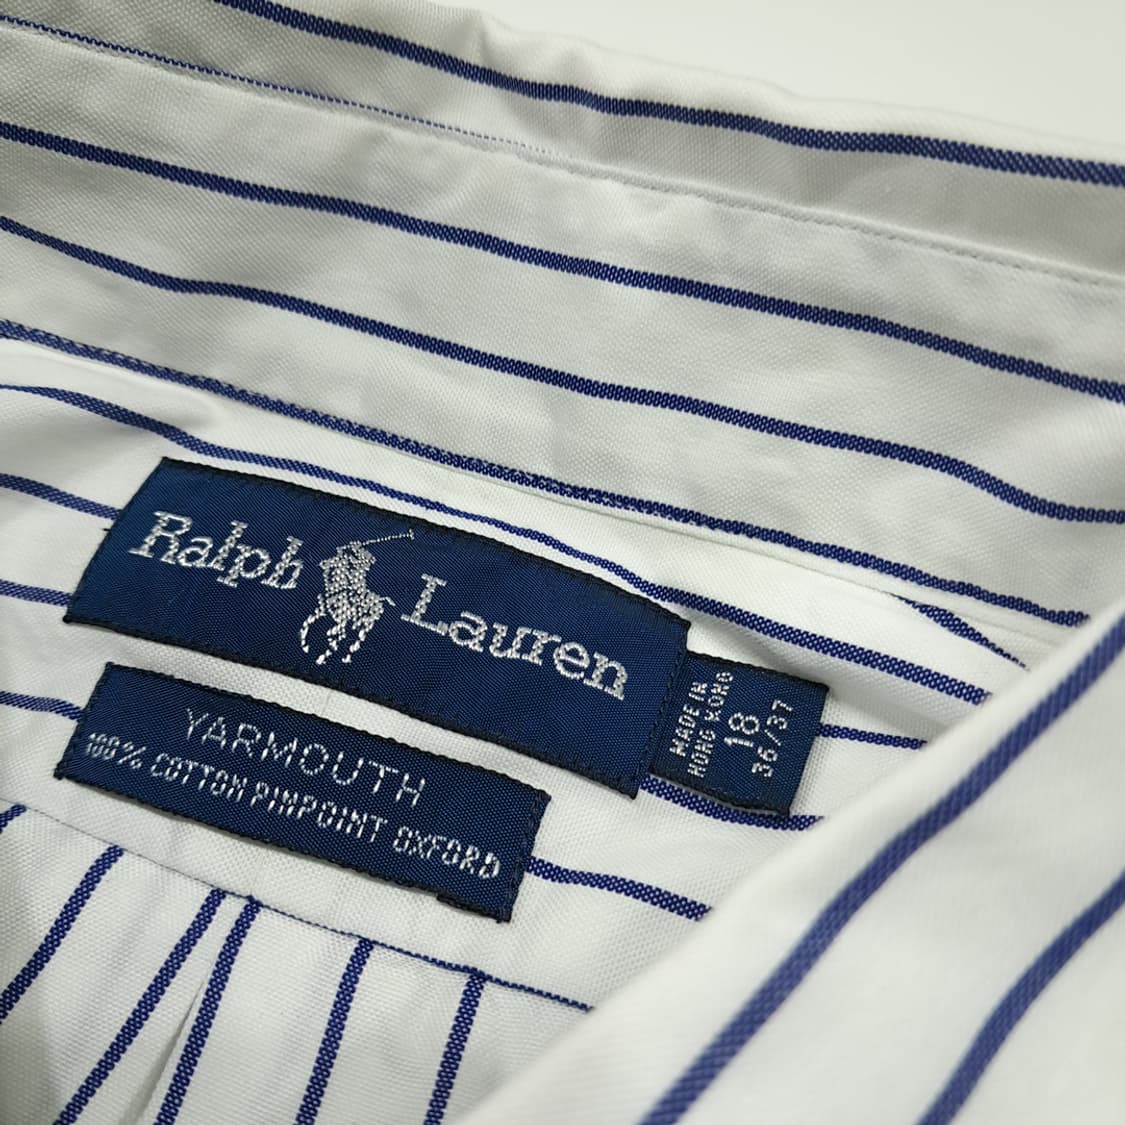 Ralph Lauren
MADE IN
HONG KONG
18
36/37
YARMOUTH
100% COTTON PINPOINT OXFORD